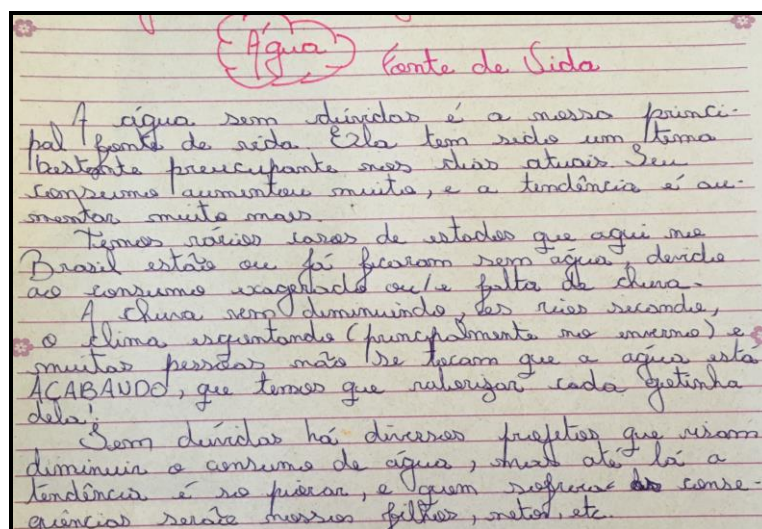 Água Fonte de Vida
A água sem dúvidas é a nossa princi-
pal fonte de vida. Ela tem sido um tema
bastante preucupante nos dias atuais. Seu
consumo aumentou muito, e a tendência é au-
mentar muito mais.
Temos vários casos de estados que aqui no
Brasil estão ou já ficaram sem água, devido
ao consumo exagerado ou/e falta de chuva.
A chuva vem diminuindo, os rios secando,
o clima esquentando (principalmente no inverno) e
muitas pessoas não se tocam que a água esta
ACABANDO, que temos que valorizar cada gotinha
dela!
Sem dúvidas há diversos projetos que visam
diminuir o consumo de água, mas até lá a
tendência é so piorar, e quem sofrera as conse-
quências serão nossos filhos, netos, etc.